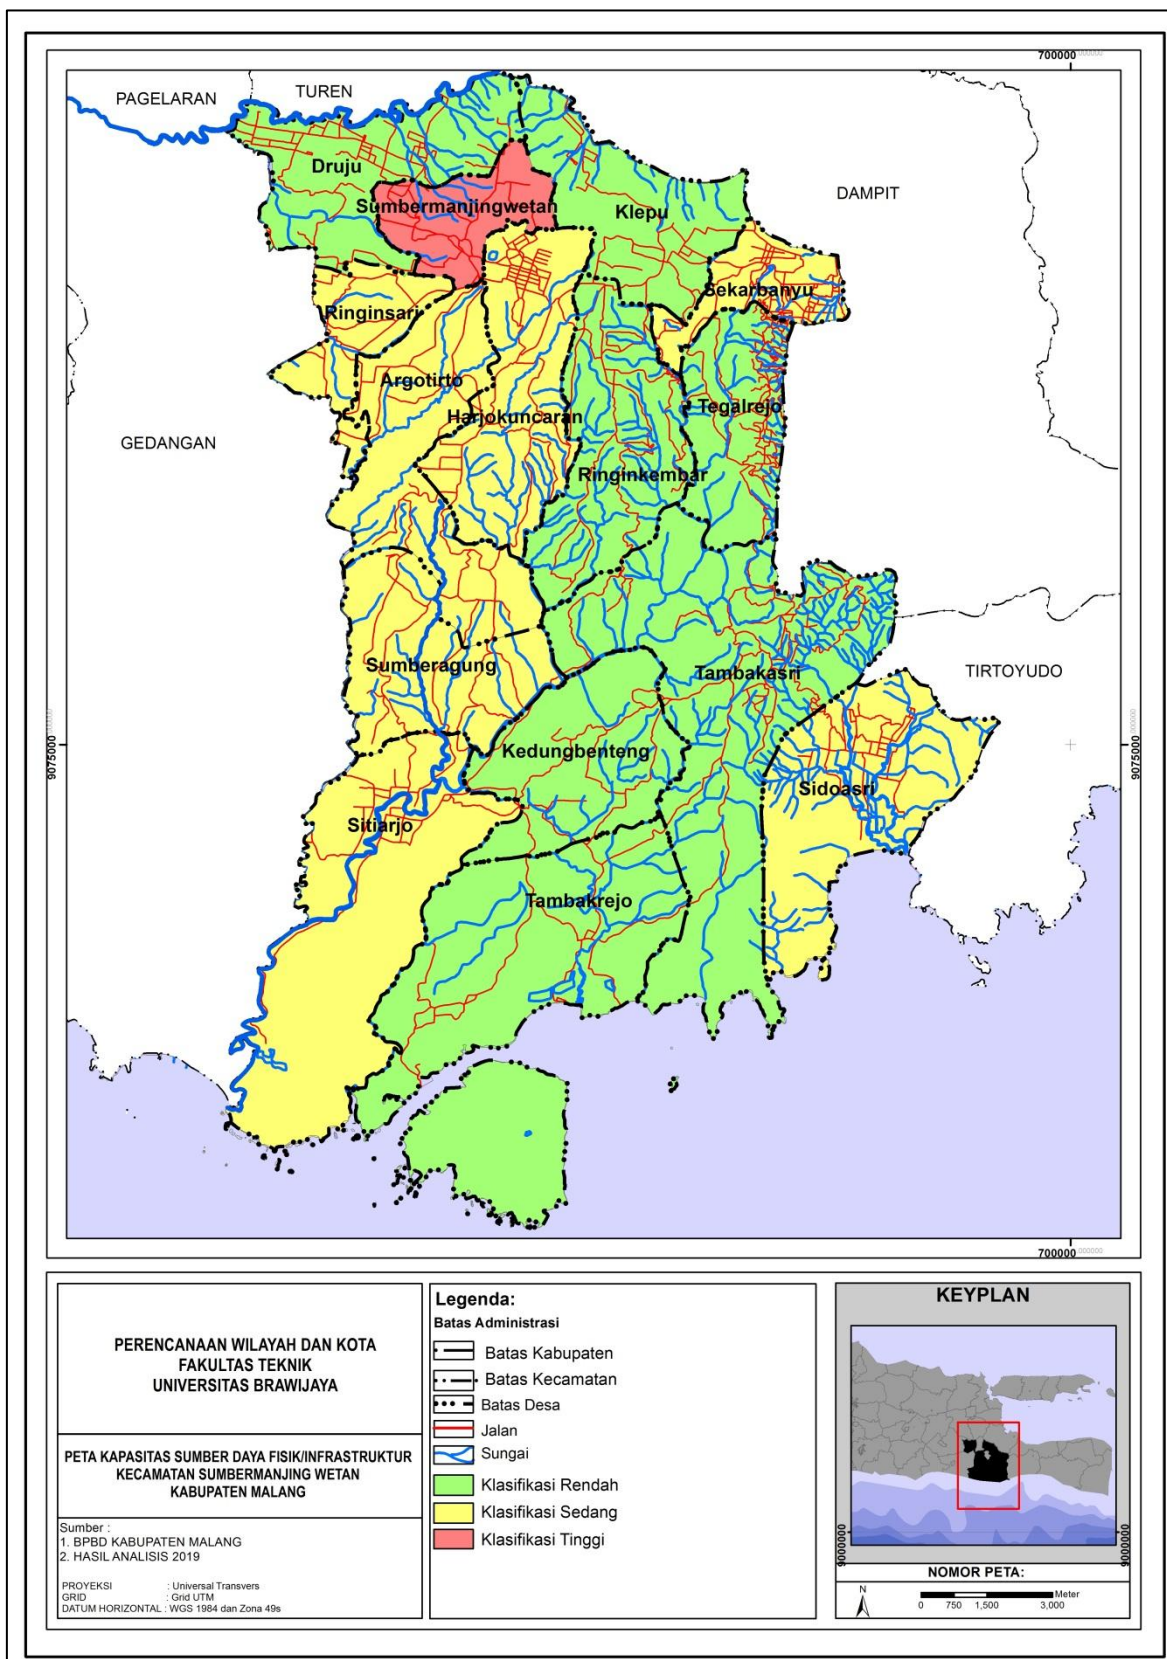 700000.000000
PAGELARAN
TUREN
Druju
Sumbermanjingwetan
DAMPIT
Klepu
Sekarbanyu
Ringinsari
Argotirto
Harjokuncaran
Tegalrejo
GEDANGAN
Ringinkembar
Sumberagung
Tambakasri
TIRTOYUDO
9075000.000000
Kedungbenteng
9075000.000000
Sidoasri
Sitiarjo
Tambakrejo
700000.000000
PERENCANAAN WILAYAH DAN KOTA
FAKULTAS TEKNIK
UNIVERSITAS BRAWIJAYA
PETA KAPASITAS SUMBER DAYA FISIK/INFRASTRUKTUR
KECAMATAN SUMBERMANJING WETAN
KABUPATEN MALANG
Sumber :
1. BPBD KABUPATEN MALANG
2. HASIL ANALISIS 2019
PROYEKSI : Universal Transvers
GRID : Grid UTM
DATUM HORIZONTAL : WGS 1984 dan Zona 49s
Legenda:
Batas Administrasi
Batas Kabupaten
Batas Kecamatan
Batas Desa
Jalan
Sungai
Klasifikasi Rendah
Klasifikasi Sedang
Klasifikasi Tinggi
KEYPLAN
9000000
9000000
NOMOR PETA:
N
Meter
0 750 1,500 3,000